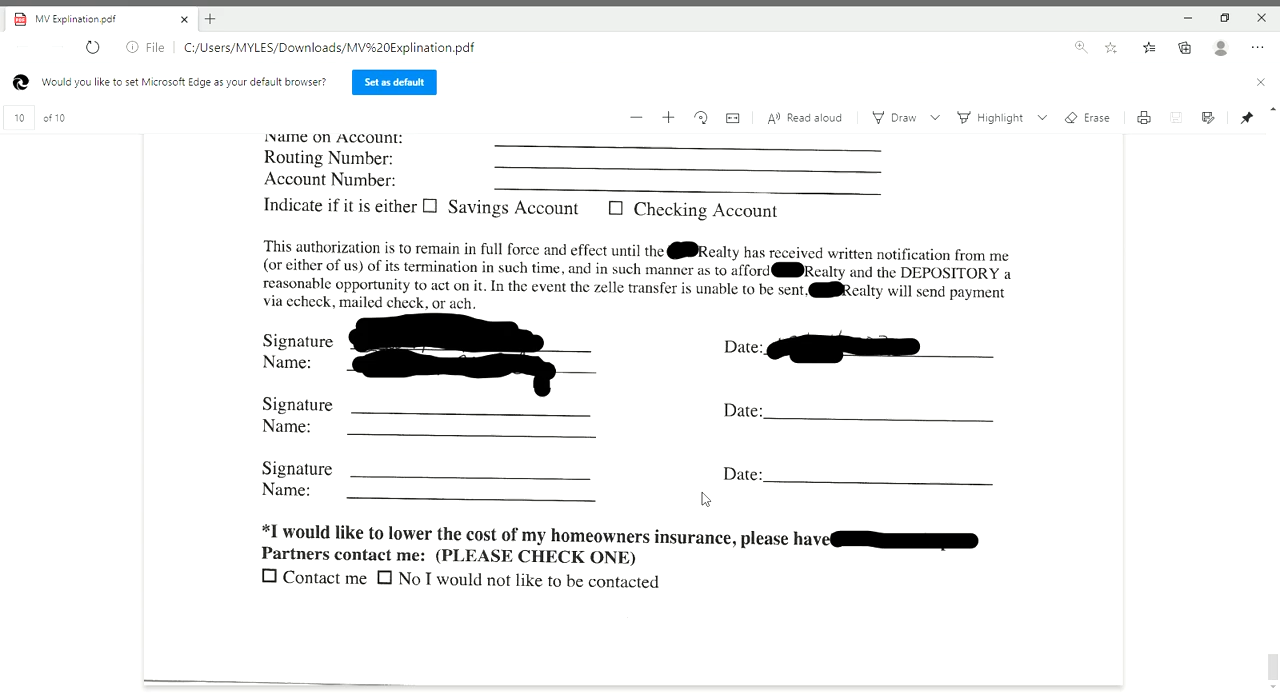 MV Explination.pdf
File C:/Users/MYLES/Downloads/MV%20Explination.pdf
Would you like to set Microsoft Edge as your default browser? Set as default
10 of 10 Read aloud Draw Highlight Erase
Name on Account:
Routing Number:
Account Number:
Indicate if it is either Savings Account Checking Account
This authorization is to remain in full force and effect until the Realty has received written notification from me
(or either of us) of its termination in such time, and in such manner as to afford Realty and the DEPOSITORY a
reasonable opportunity to act on it. In the event the zelle transfer is unable to be sent, Realty will send payment
via echeck, mailed check, or ach.
Signature Date:
Name:
Signature Date:
Name:
Signature Date:
Name:
*I would like to lower the cost of my homeowners insurance, please have
Partners contact me: (PLEASE CHECK ONE)
Contact me No I would not like to be contacted